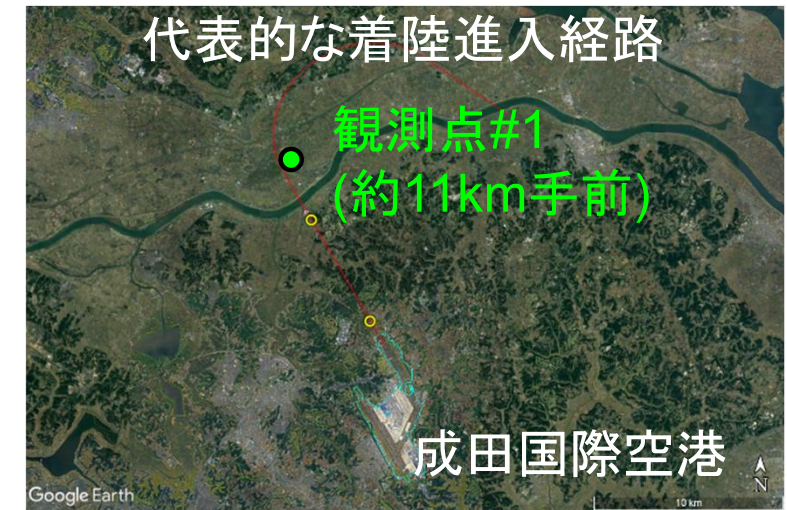 代表的な着陸進入経路
観測点#1
(約11km手前)
成田国際空港
N
Google Earth
10 km